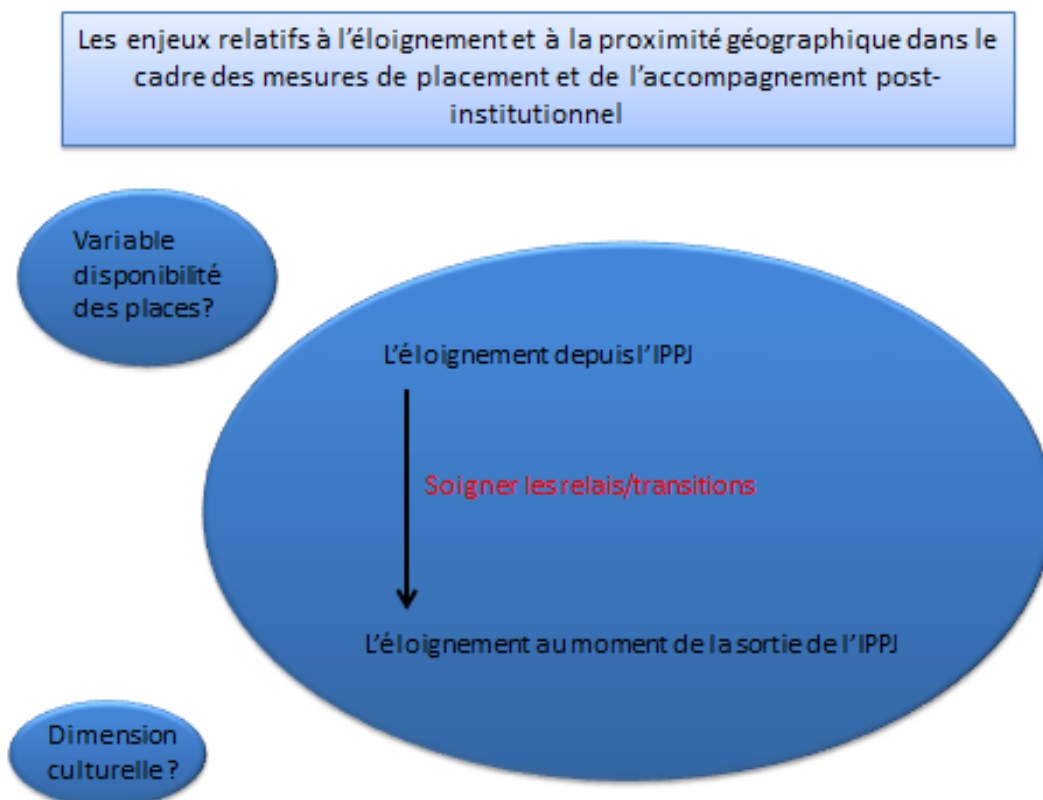 Les enjeux relatifs à l'éloignement et à la proximité géographique dans le
cadre des mesures de placement et de l'accompagnement post-
institutionnel
Variable
disponibilité
des places?
L'éloignement depuis l'IPPJ
Soigner les relais/transitions
L'éloignement au moment de la sortie de l'IPPJ
Dimension
culturelle?